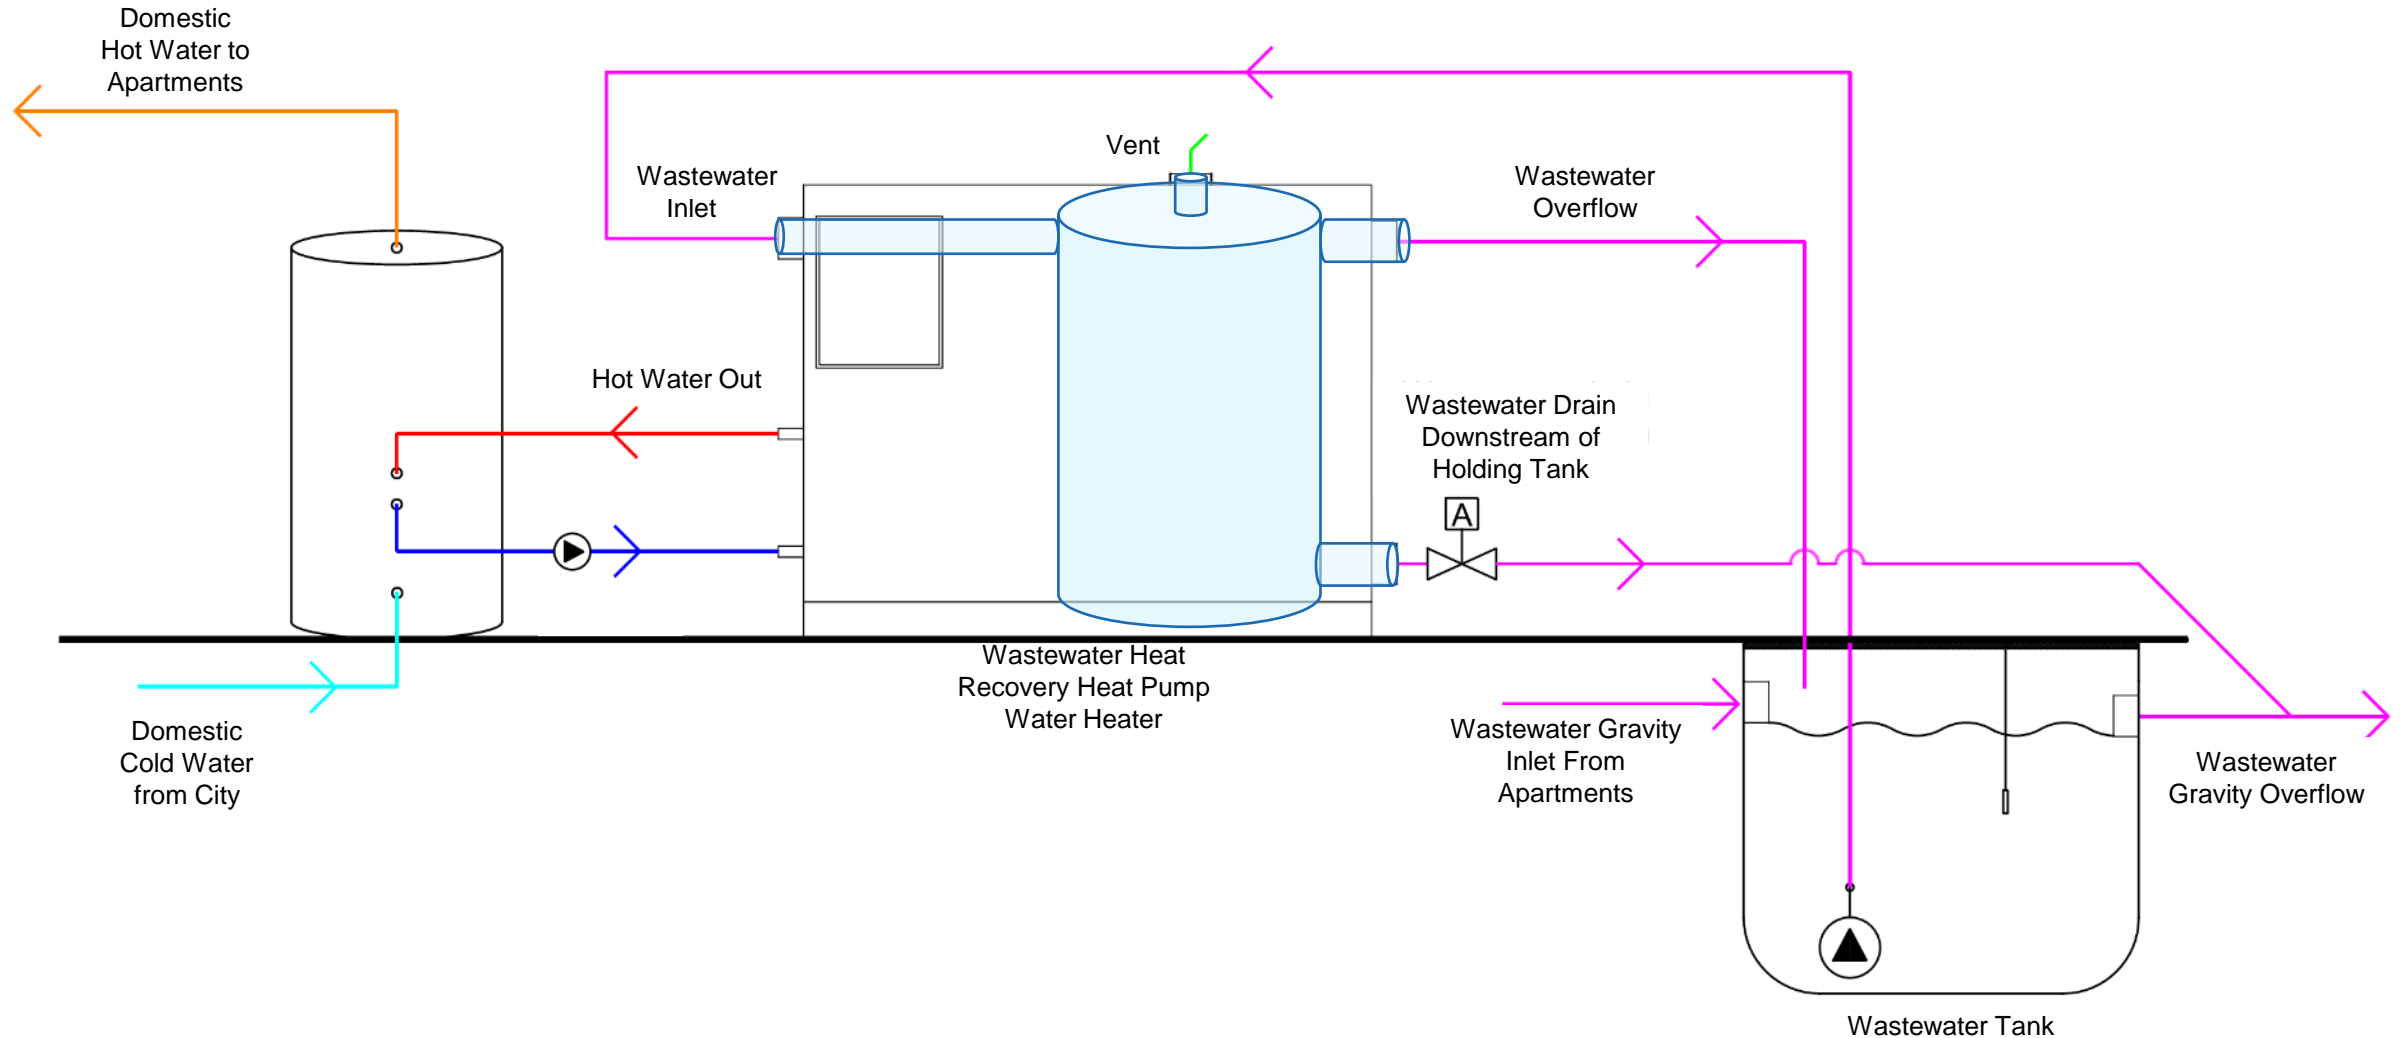 Domestic
Hot Water to
Apartments
Vent
Wastewater
Inlet
Wastewater
Overflow
Hot Water Out
Wastewater Drain
Downstream of
Holding Tank
A
Wastewater Heat
Recovery Heat Pump
Water Heater
Domestic
Cold Water
from City
Wastewater Gravity
Inlet From
Apartments
Wastewater
Gravity Overflow
Wastewater Tank